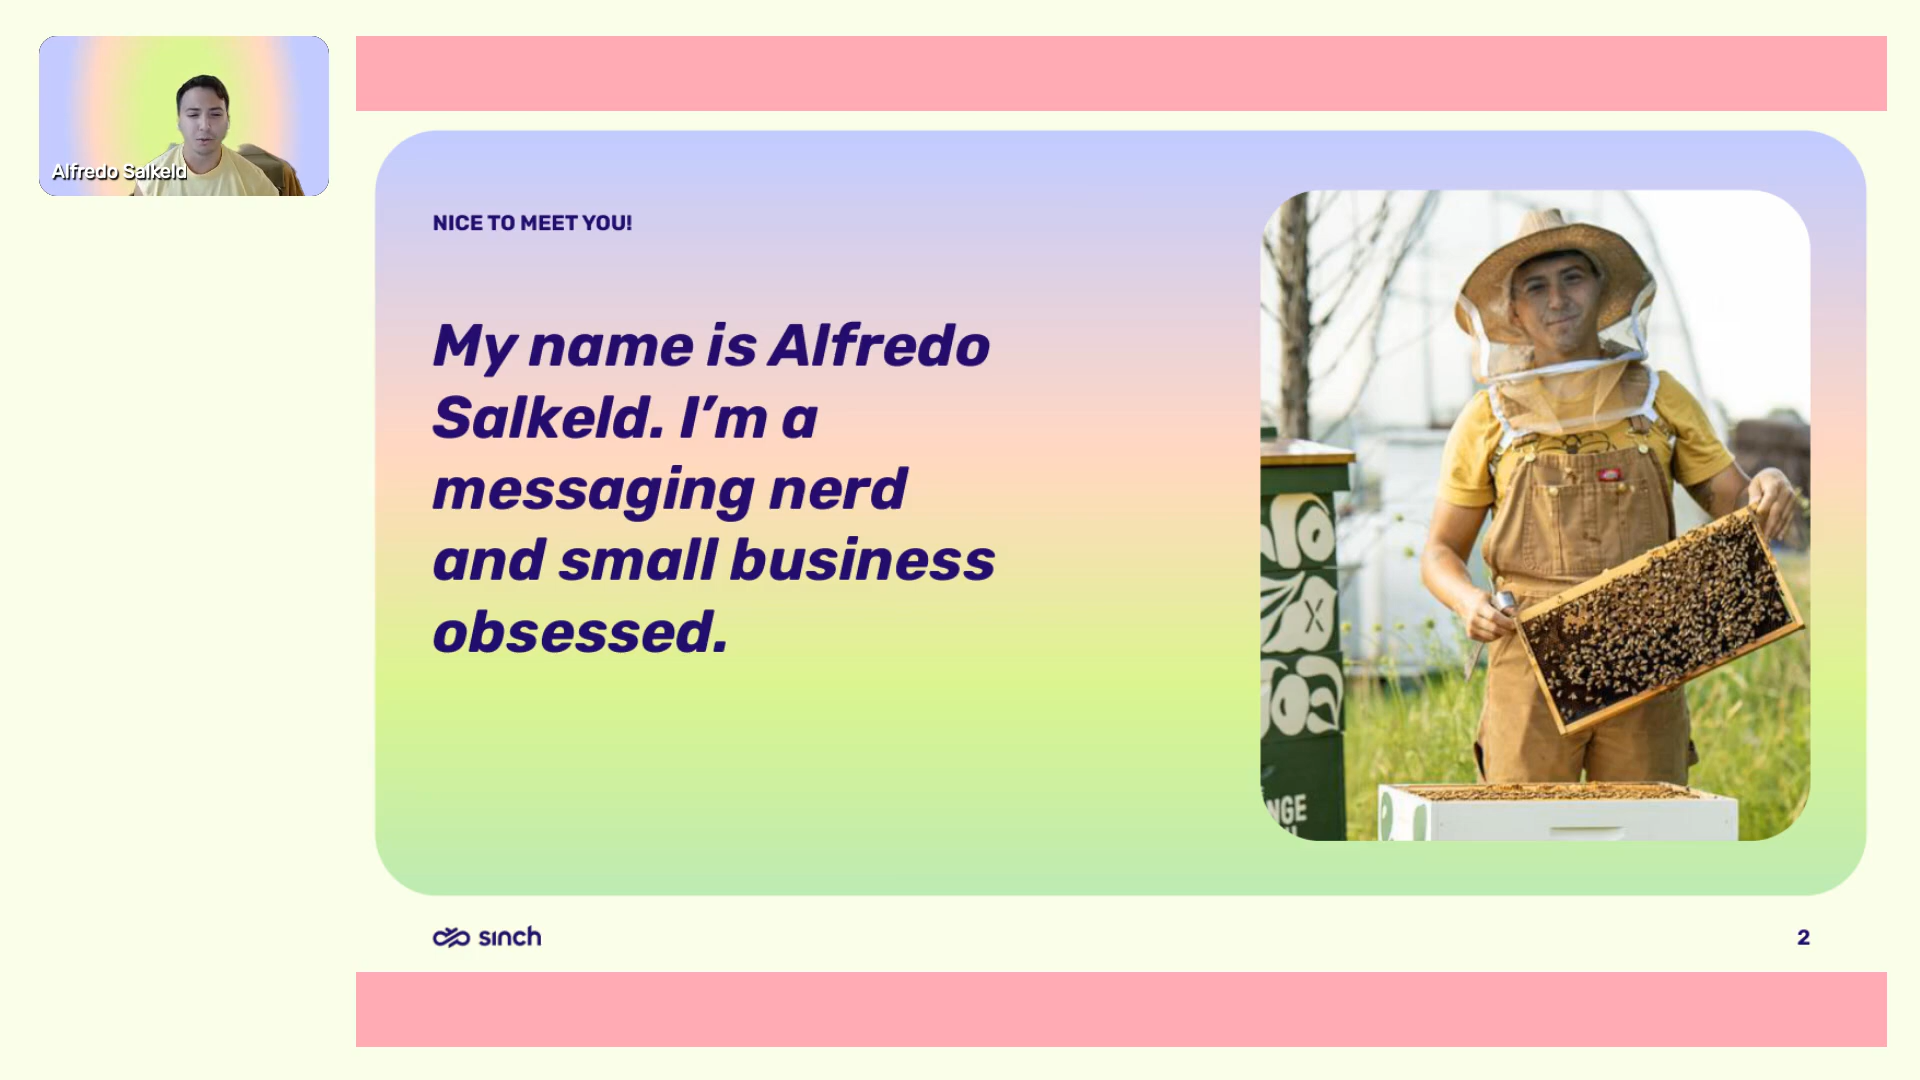 Alfredo Salkeld
NICE TO MEET YOU!
My name is Alfredo
Salkeld. I’m a
messaging nerd
and small business
obsessed.
NGE
sinch
2